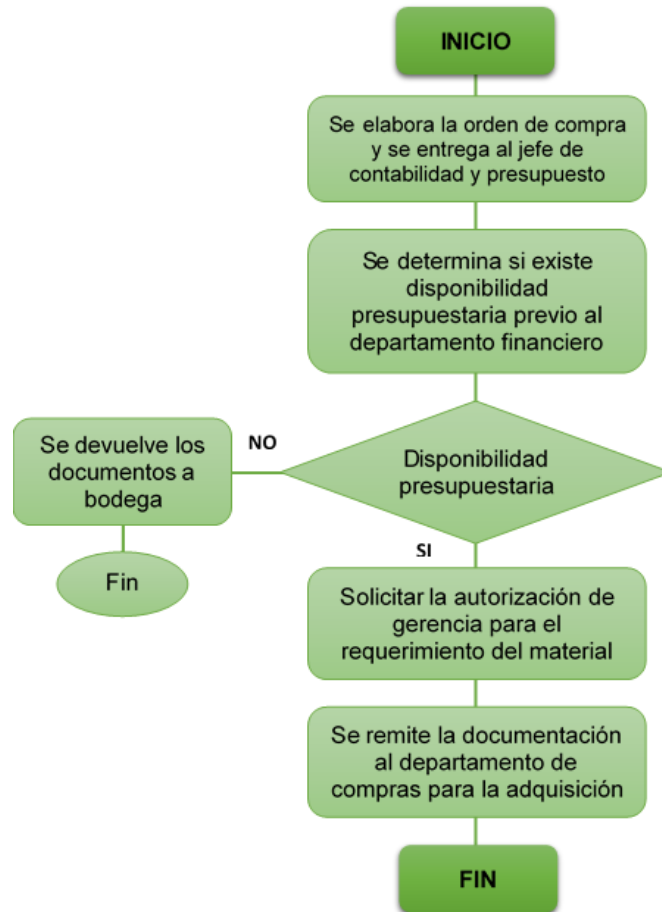 INICIO
Se elabora la orden de compra
y se entrega al jefe de
contabilidad y presupuesto
Se determina si existe
disponibilidad
presupuestaria previo al
departamento financiero
Disponibilidad
presupuestaria
NO
Se devuelve los
documentos a
bodega
Fin
SI
Solicitar la autorización de
gerencia para el
requerimiento del material
Se remite la documentación
al departamento de
compras para la adquisición
FIN